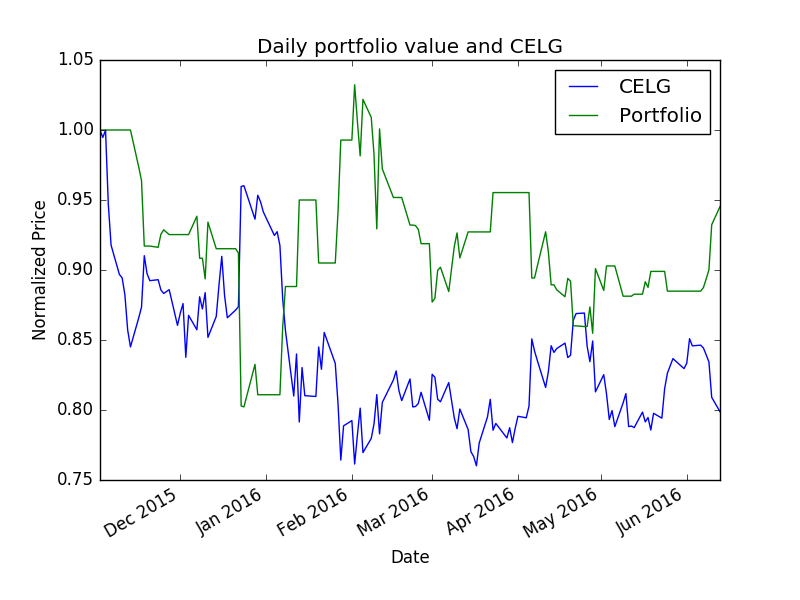 Daily portfolio value and CELG
1.05
1.00
0.95
0.90
0.85
0.80
0.75
Normalized Price
CELG
Portfolio
Dec 2015
Jan 2016
Feb 2016
Mar 2016
Apr 2016
May 2016
Jun 2016
Date